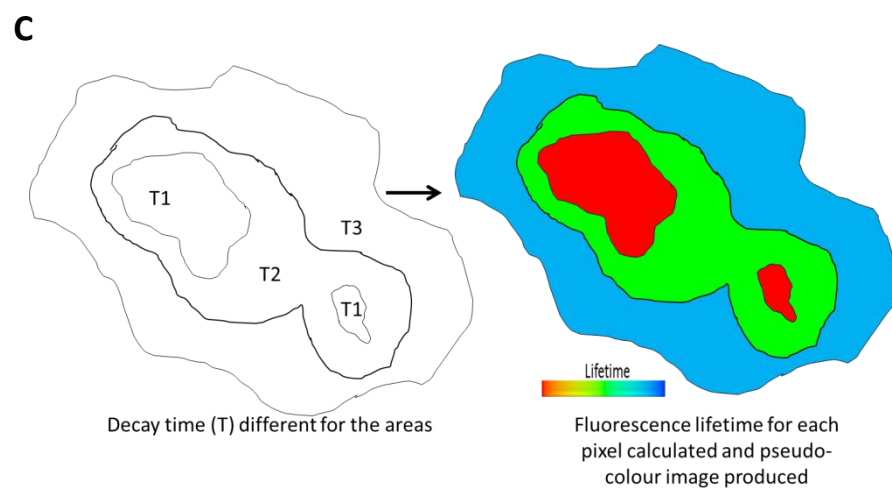 C
T1
T3
T2
T1
Lifetime
Decay time (T) different for the areas
Fluorescence lifetime for each
pixel calculated and pseudo-
colour image produced